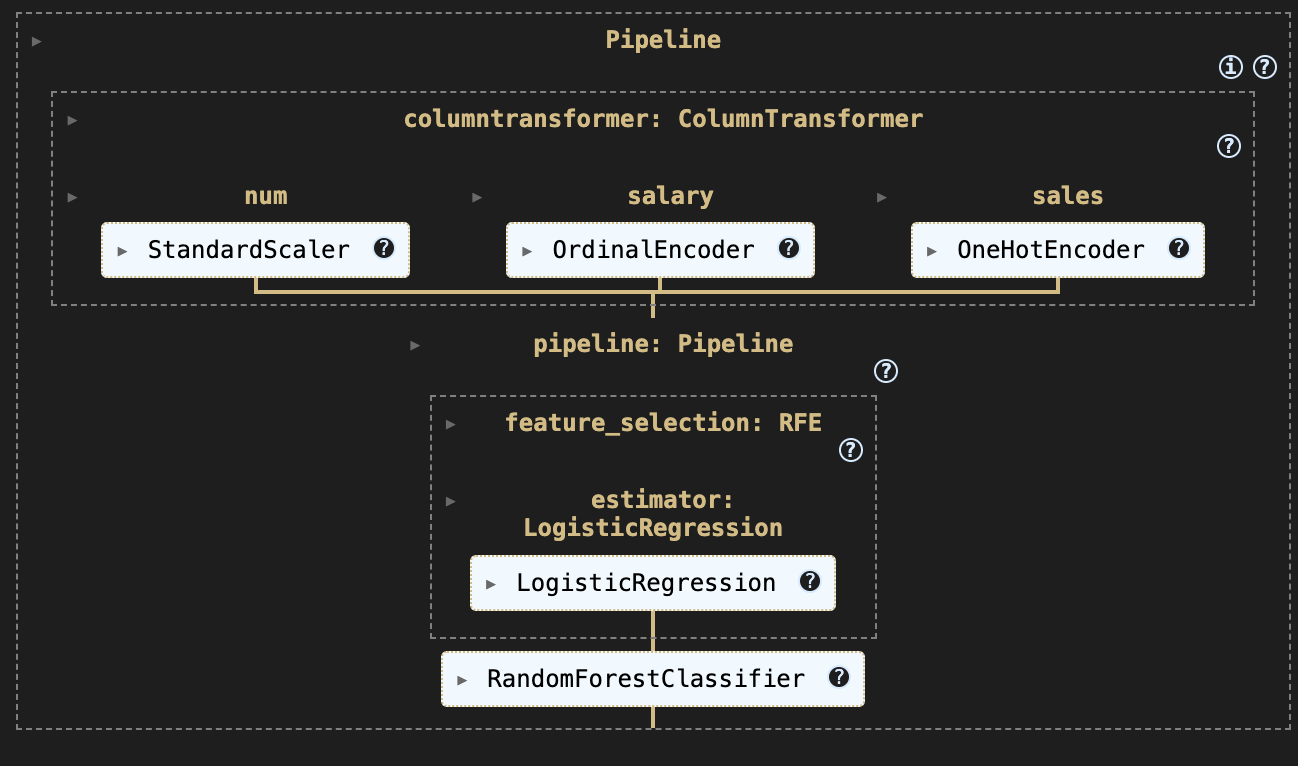 Pipeline
i ?
columntransformer: ColumnTransformer
?
num salary sales
StandardScaler ? OrdinalEncoder ? OneHotEncoder ?
pipeline: Pipeline
?
feature_selection: RFE
?
estimator:
LogisticRegression
LogisticRegression ?
RandomForestClassifier ?